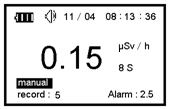 11 / 04 08 : 13 : 36
0.15 µSv / h
8 S
manual
record : 5 Alarm : 2.5